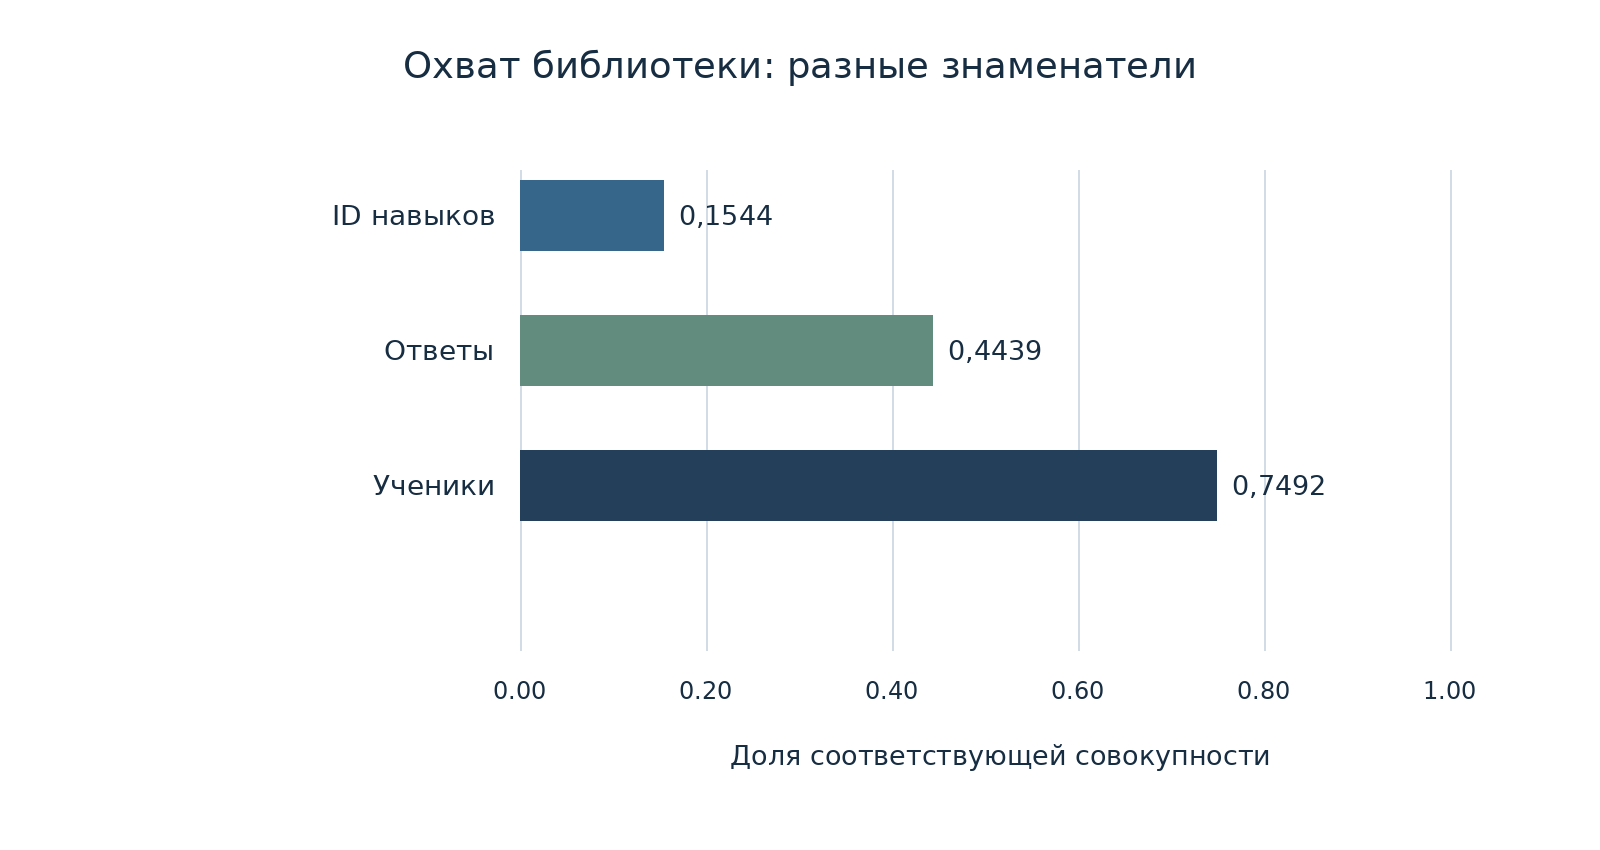 Охват библиотеки: разные знаменатели
ID навыков 0,1544
Ответы 0,4439
Ученики 0,7492
0.00 0.20 0.40 0.60 0.80 1.00
Доля соответствующей совокупности